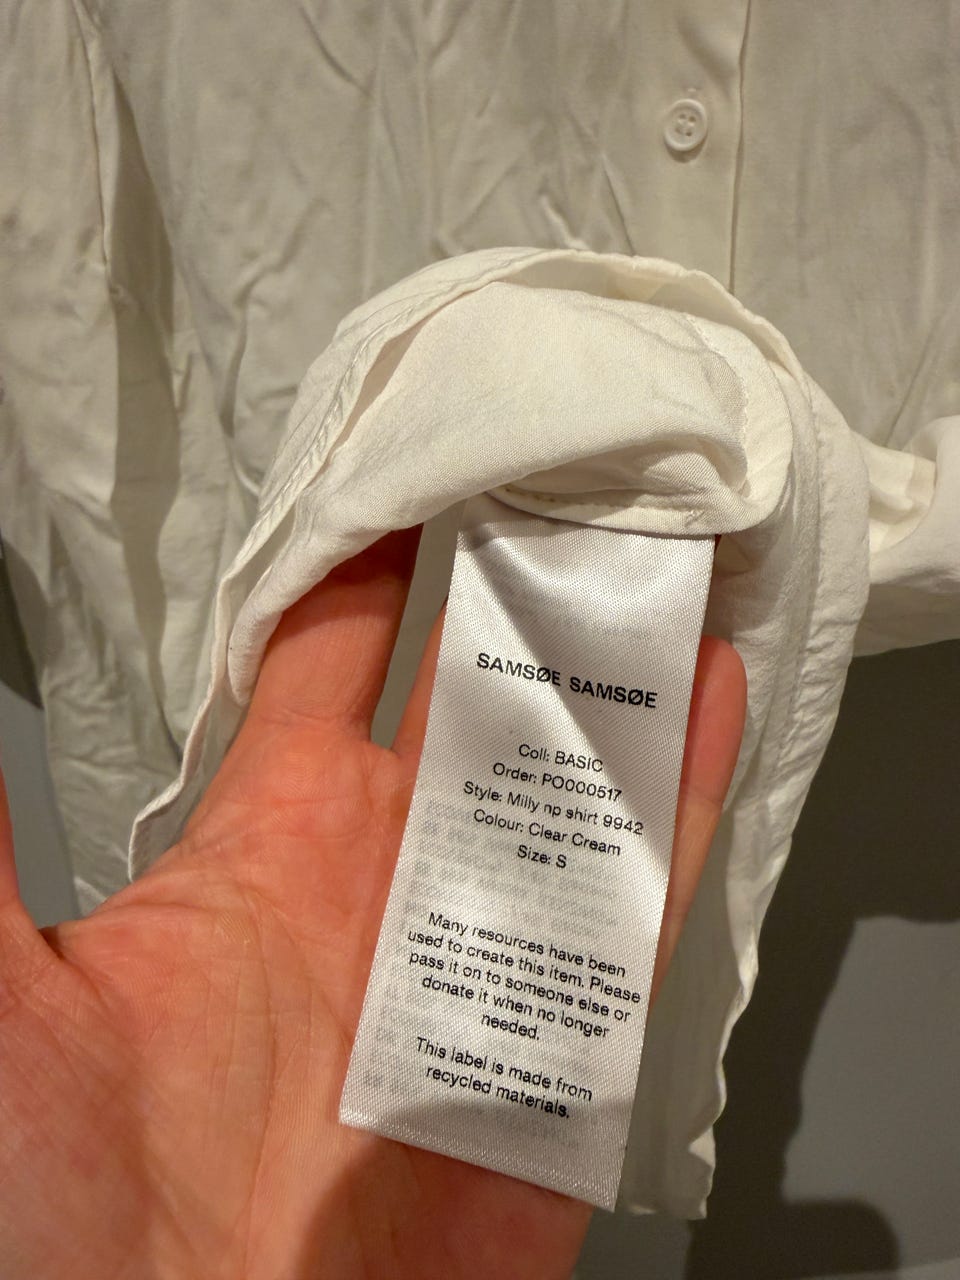 SAMSØE SAMSØE
Coll: BASIC
Order: PO000517
Style: Milly np shirt 9942
Colour: Clear Cream
Size: S
Many resources have been
used to create this item. Please
pass it on to someone else or
donate it when no longer
needed.
This label is made from
recycled materials.